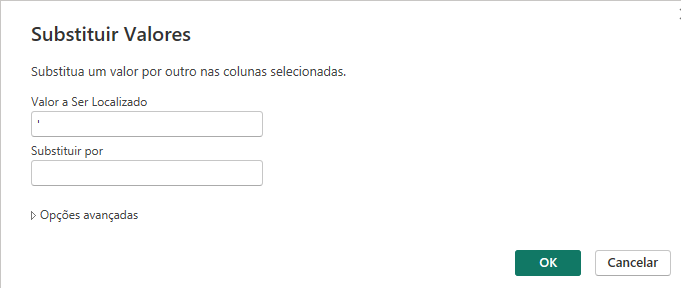 Substituir Valores
Substitua um valor por outro nas colunas selecionadas.
Valor a Ser Localizado
'
Substituir por
Opções avançadas
OK
Cancelar